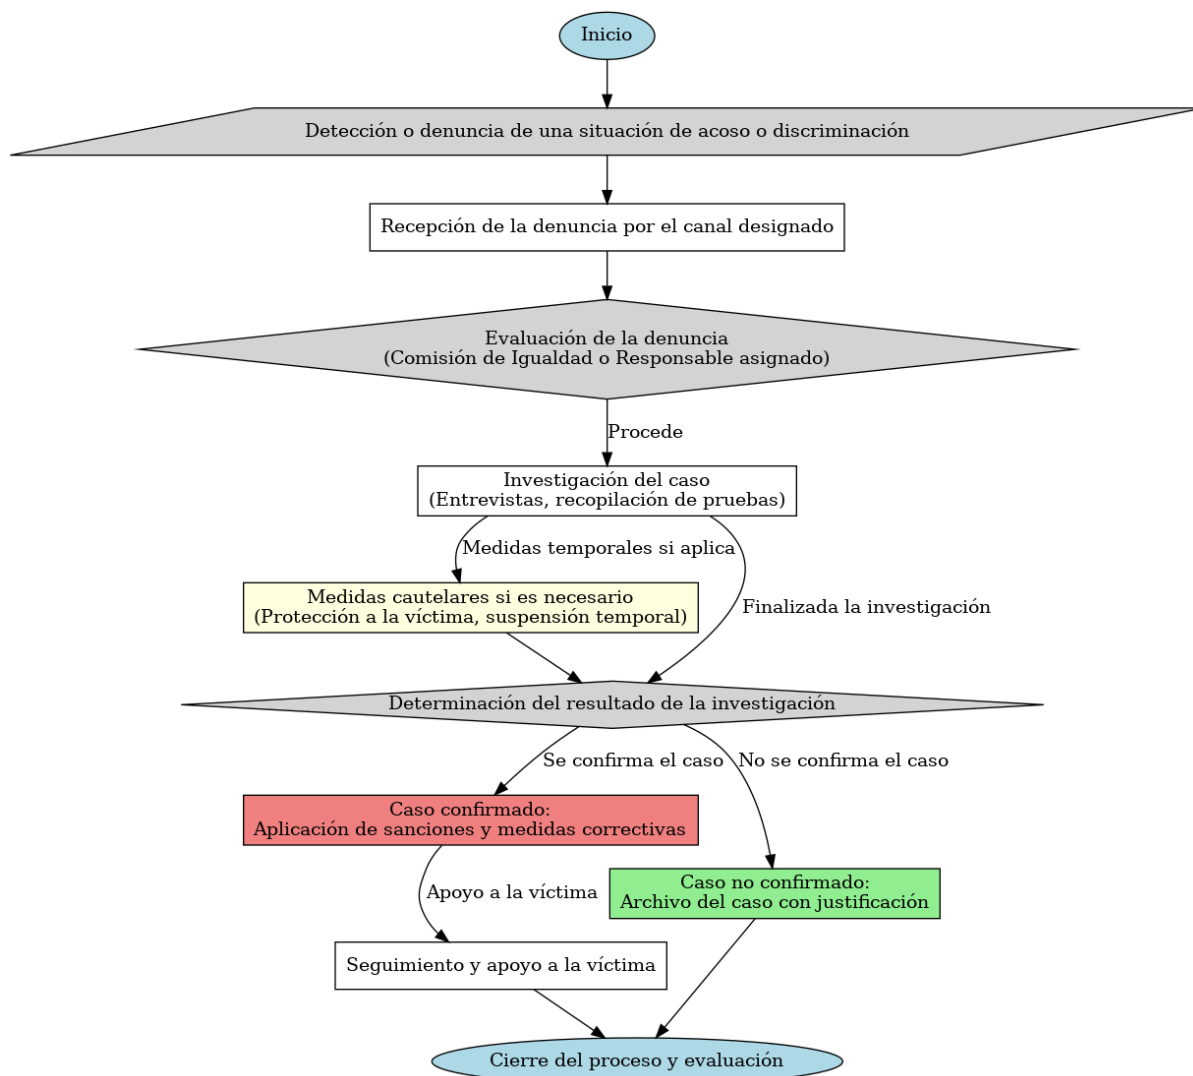 Inicio
Detección o denuncia de una situación de acoso o discriminación
Recepción de la denuncia por el canal designado
Evaluación de la denuncia
(Comisión de Igualdad o Responsable asignado)
Procede
Investigación del caso
(Entrevistas, recopilación de pruebas)
Medidas temporales si aplica
Medidas cautelares si es necesario
(Protección a la víctima, suspensión temporal)
Finalizada la investigación
Determinación del resultado de la investigación
Se confirma el caso
No se confirma el caso
Caso confirmado:
Aplicación de sanciones y medidas correctivas
Apoyo a la víctima
Caso no confirmado:
Archivo del caso con justificación
Seguimiento y apoyo a la víctima
Cierre del proceso y evaluación